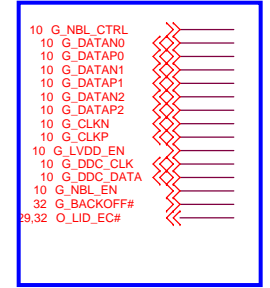 10 G_NBL_CTRL
10 G_DATAN0
10 G_DATAP0
10 G_DATAN1
10 G_DATAP1
10 G_DATAN2
10 G_DATAP2
10 G_CLKN
10 G_CLKP
10 G_LVDD_EN
10 G_DDC_CLK
10 G_DDC_DATA
10 G_NBL_EN
32 G_BACKOFF#
29,32 O_LID_EC#